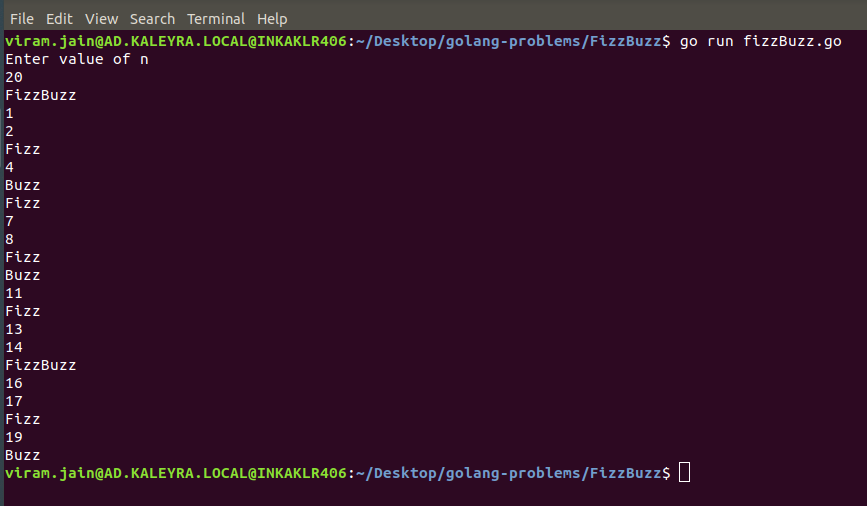 File Edit View Search Terminal Help
viram.jain@AD.KALEYRA.LOCAL@INKAKLR406:~/Desktop/golang-problems/FizzBuzz$ go run fizzBuzz.go
Enter value of n
20
FizzBuzz
1
2
Fizz
4
Buzz
Fizz
7
8
Fizz
Buzz
11
Fizz
13
14
FizzBuzz
16
17
Fizz
19
Buzz
viram.jain@AD.KALEYRA.LOCAL@INKAKLR406:~/Desktop/golang-problems/FizzBuzz$